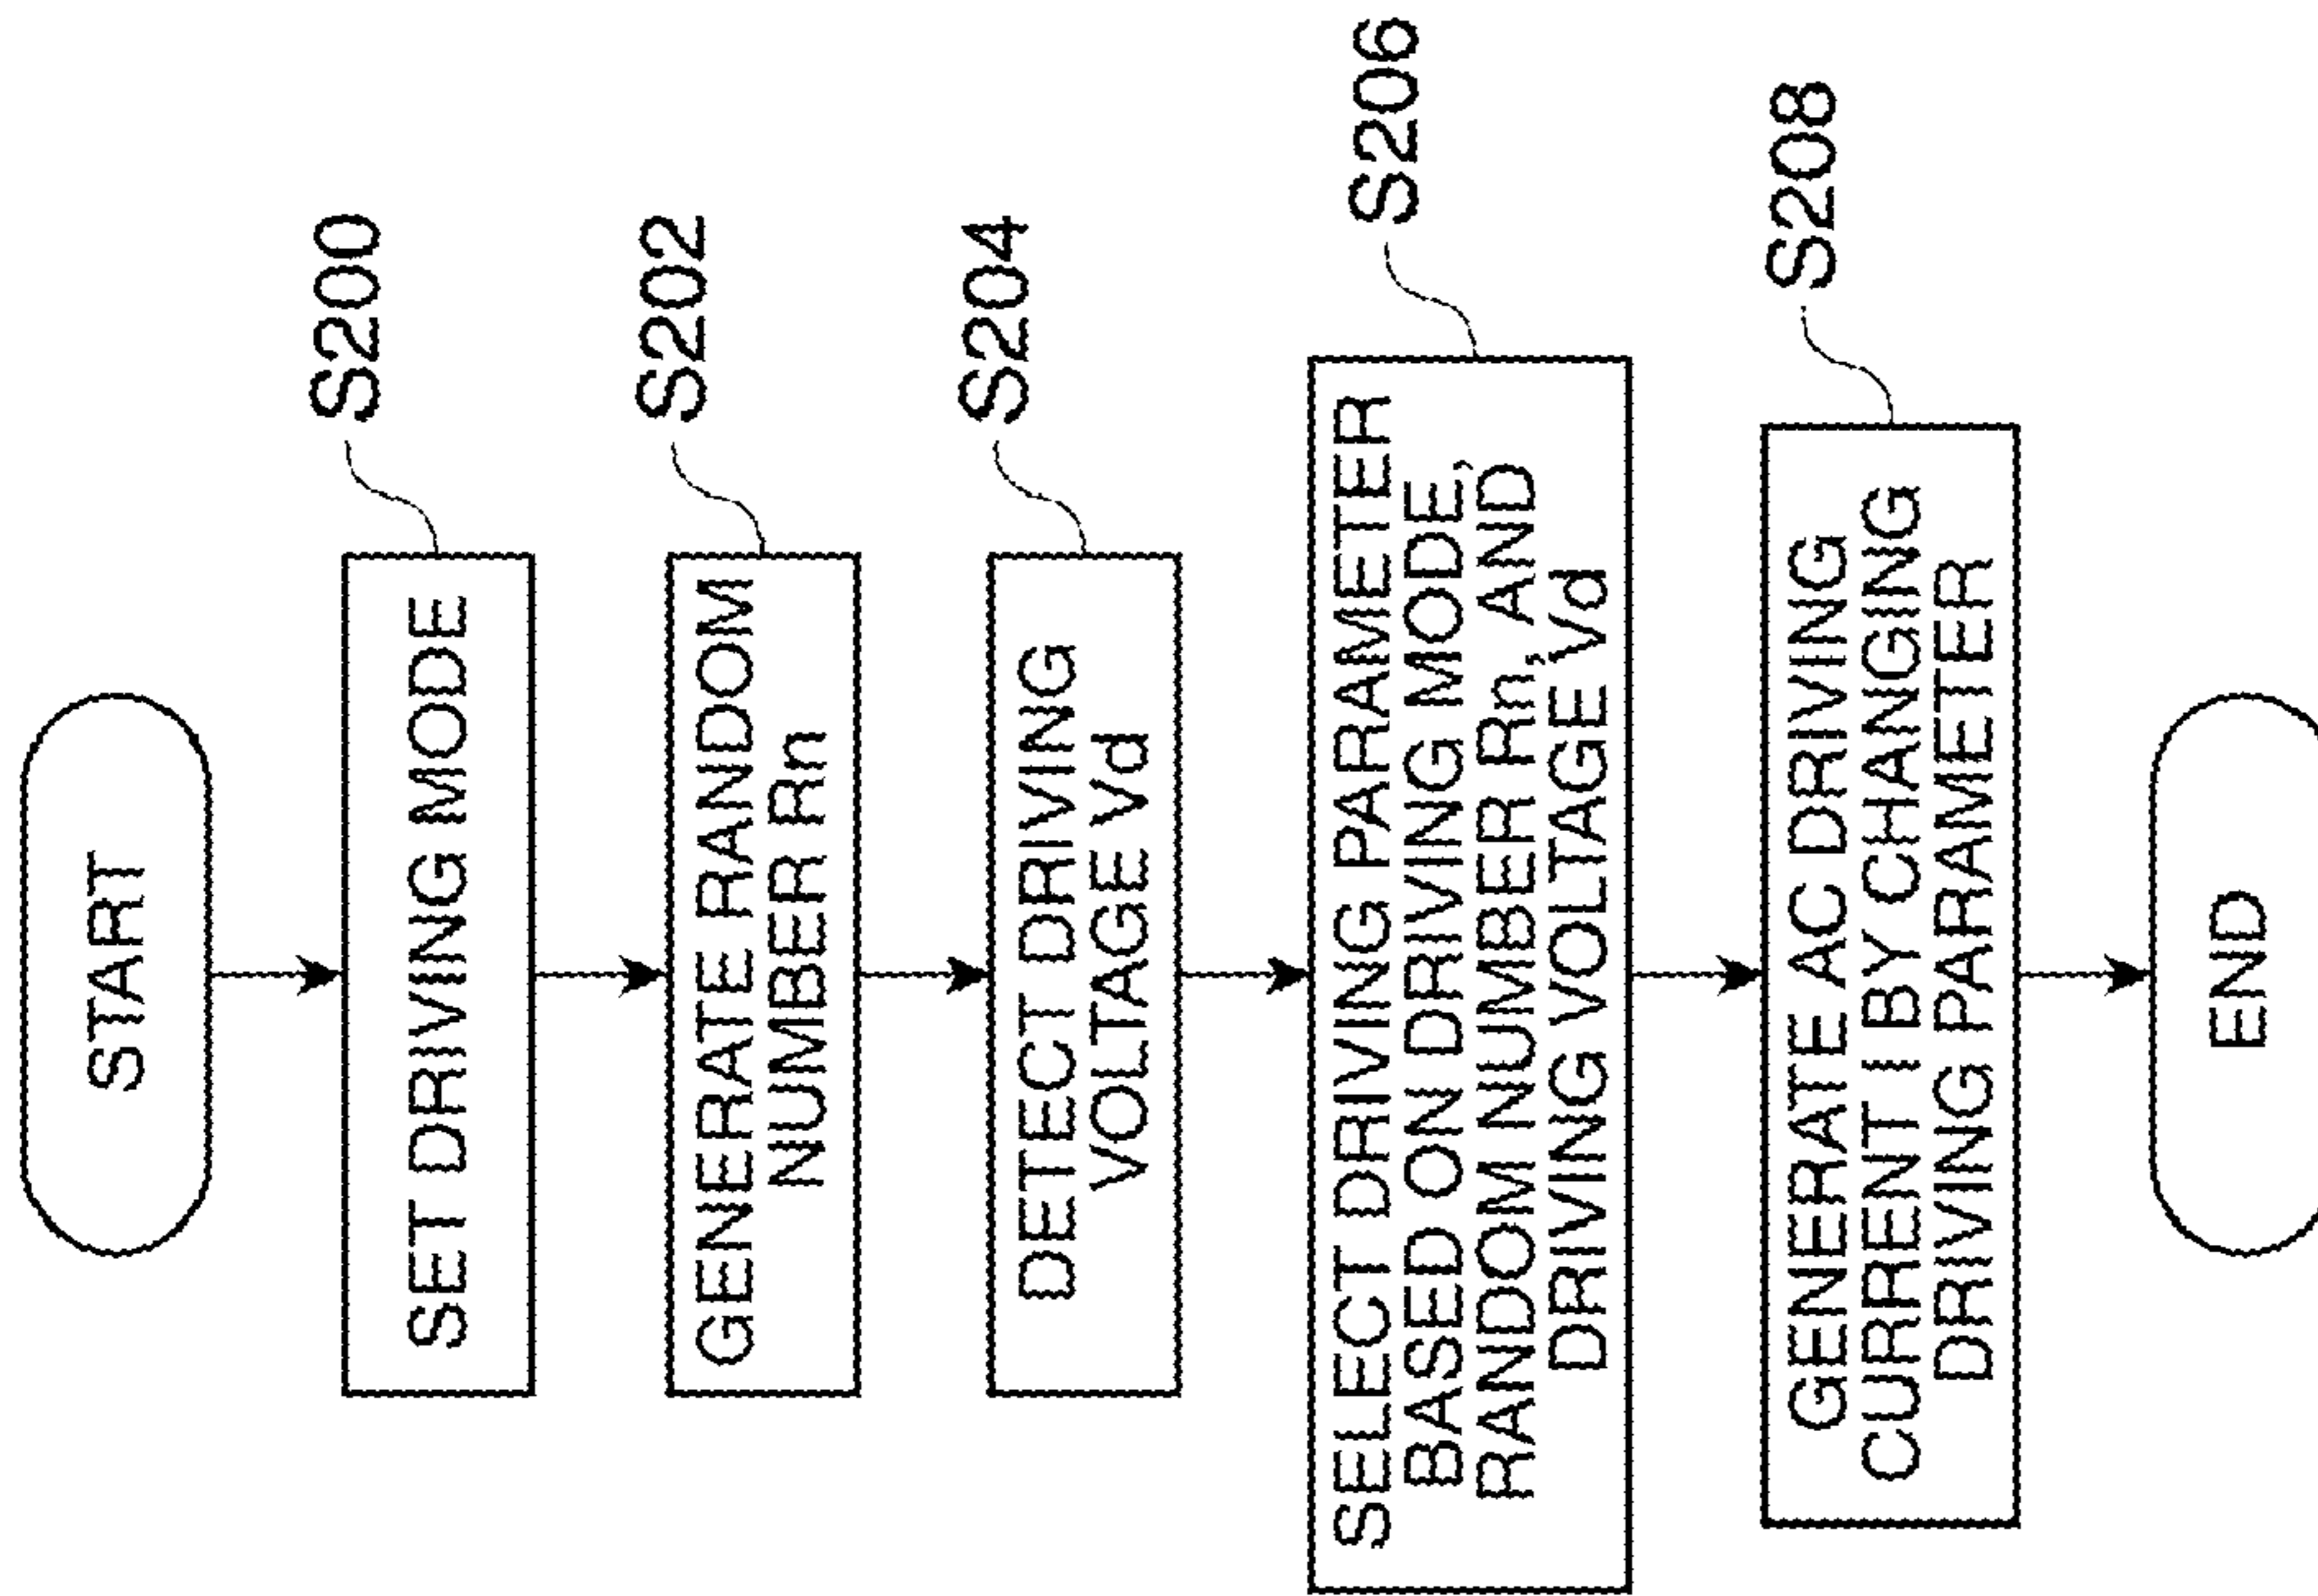 START
SET DRIVING MODE
S200
GENERATE RANDOM
NUMBER Rn
S202
DETECT DRIVING
VOLTAGE Vd
S204
SELECT DRIVING PARAMETER
BASED ON DRIVING MODE,
RANDOM NUMBER Rn, AND
DRIVING VOLTAGE Vd
S206
GENERATE AC DRIVING
CURRENT I BY CHANGING
DRIVING PARAMETER
S208
END